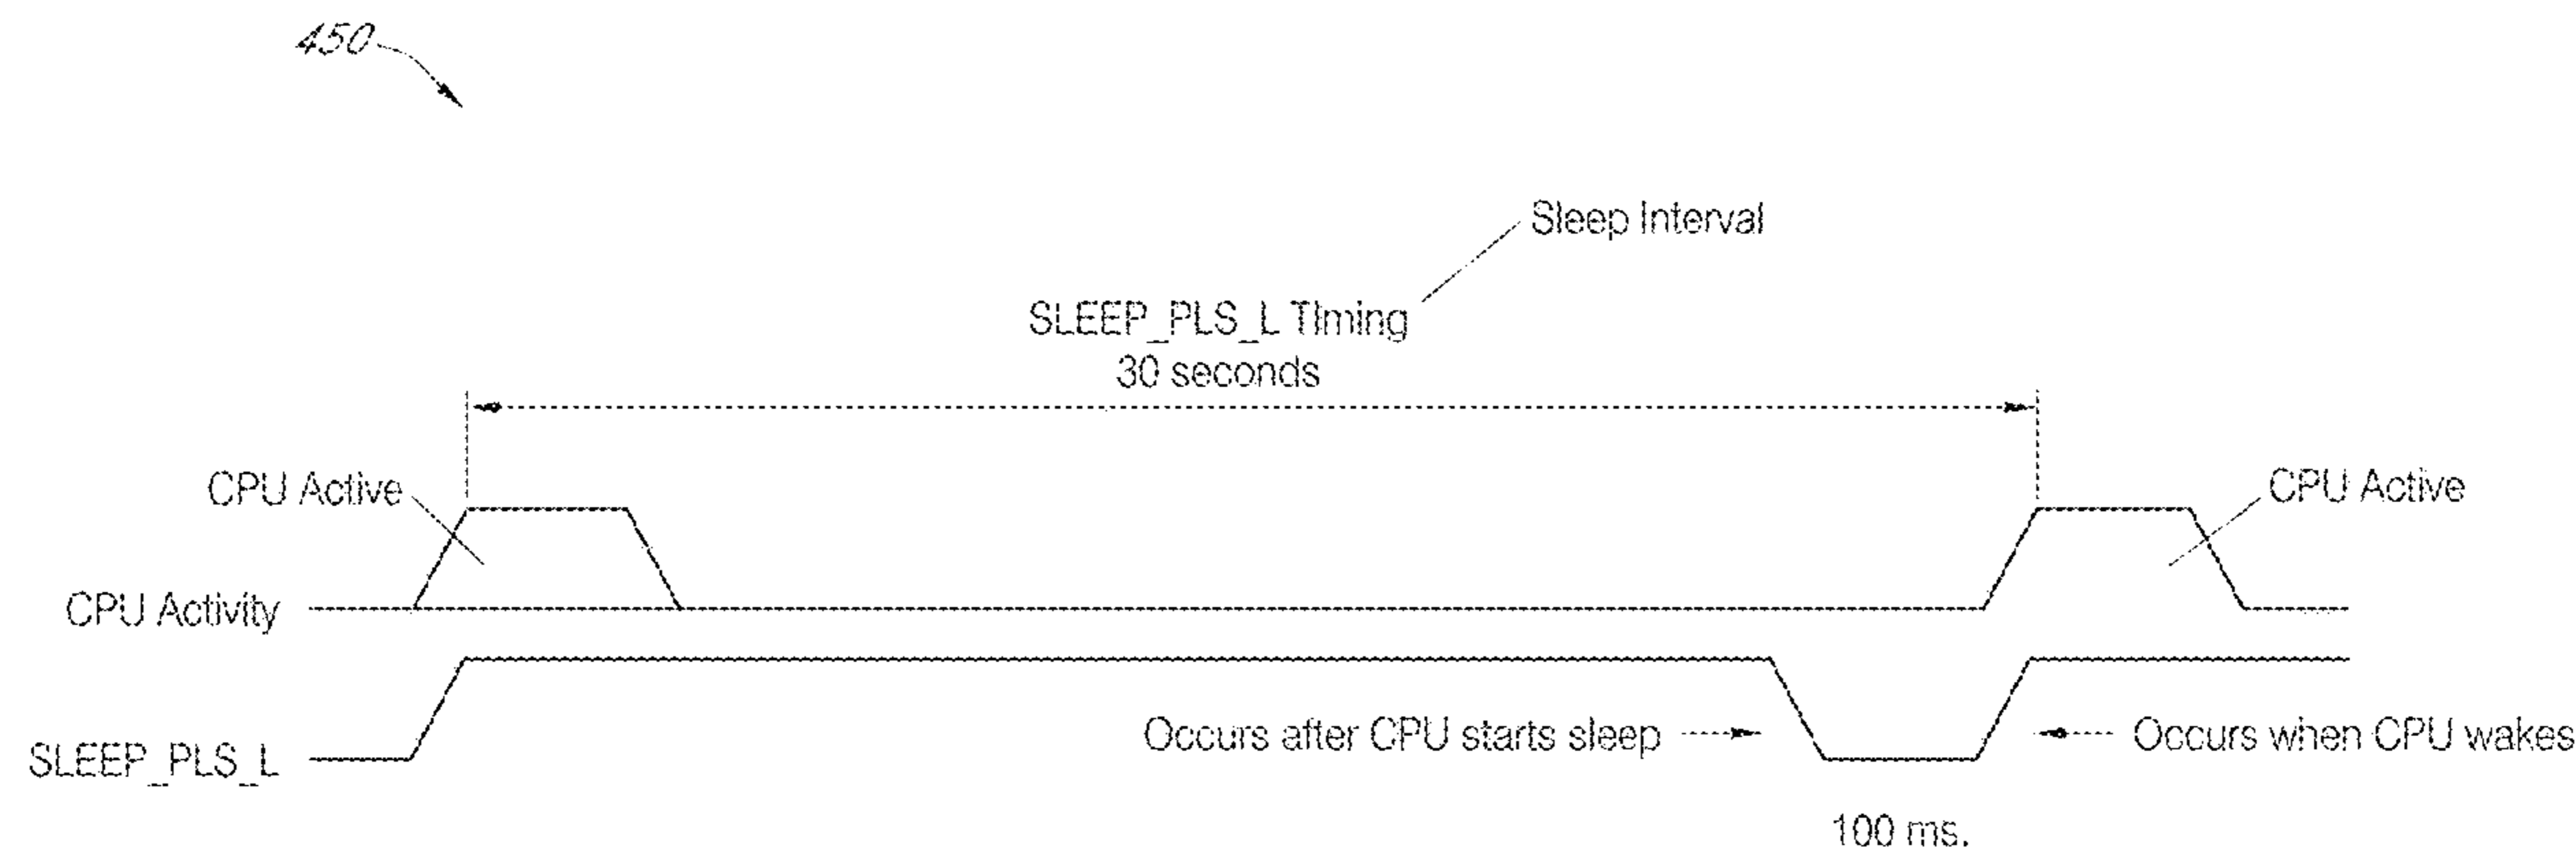 450
Sleep Interval
SLEEP_PLS_L TIming
30 seconds
CPU Active
CPU Active
CPU Activity
Occurs after CPU starts sleep
Occurs when CPU wakes
SLEEP_PLS_L
100 ms.